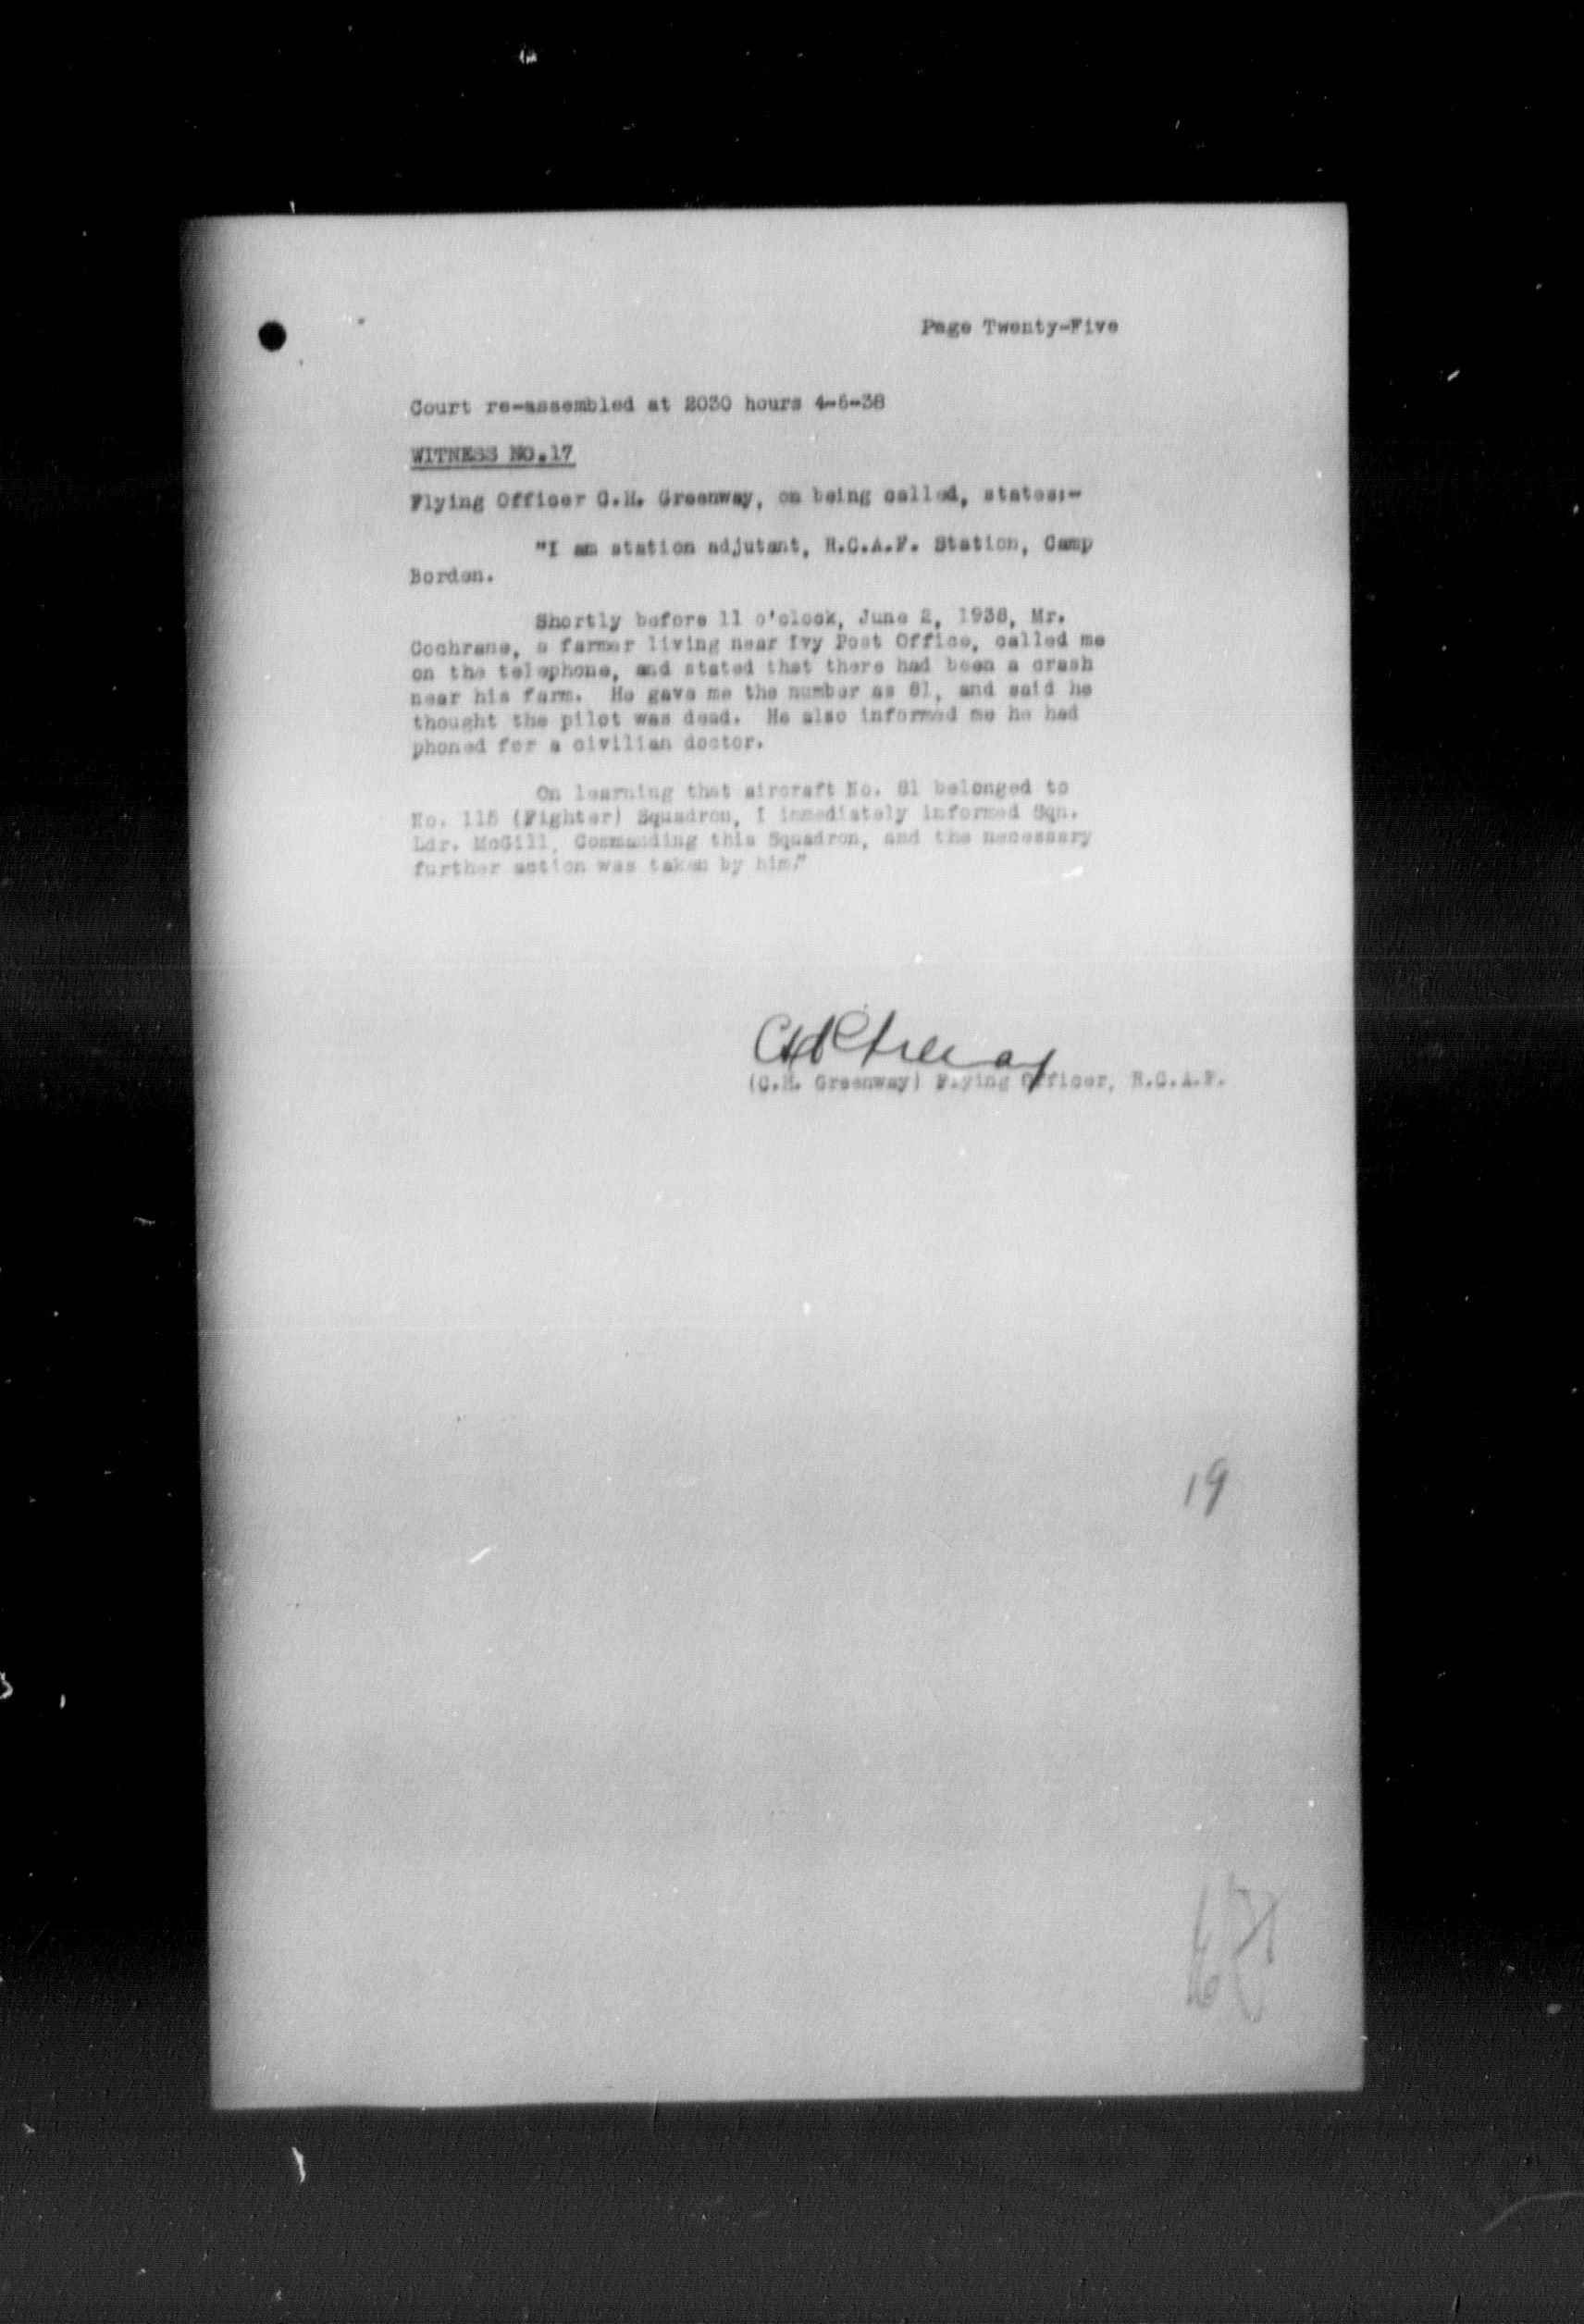 Page Twenty-Five
Court re-assembled at 2030 hours 4-6-38
WITNESS NO.17
Flying Officer C.H. Greenway, on being called, states:-
"I am station adjutant, R.C.A.F. Station, Camp
Borden.
Shortly before 11 o'clock, June 2, 1938, Mr.
Cochrane, a farmer living near Ivy Post Office, called me
on the telephone, and stated that there had been a crash
near his farm. He gave me the number as 81, and said he
thought the pilot was dead. He also informed me he had
phoned for a civilian doctor.
On learning that aircraft No. 81 belonged to
No. 115 (Fighter) Squadron, I immediately informed Sqn.
Ldr. McGill, Commanding this Squadron, and the necessary
further action was taken by him."
CHGreenway
(C.H. Greenway) Flying Officer, R.C.A.F.
19